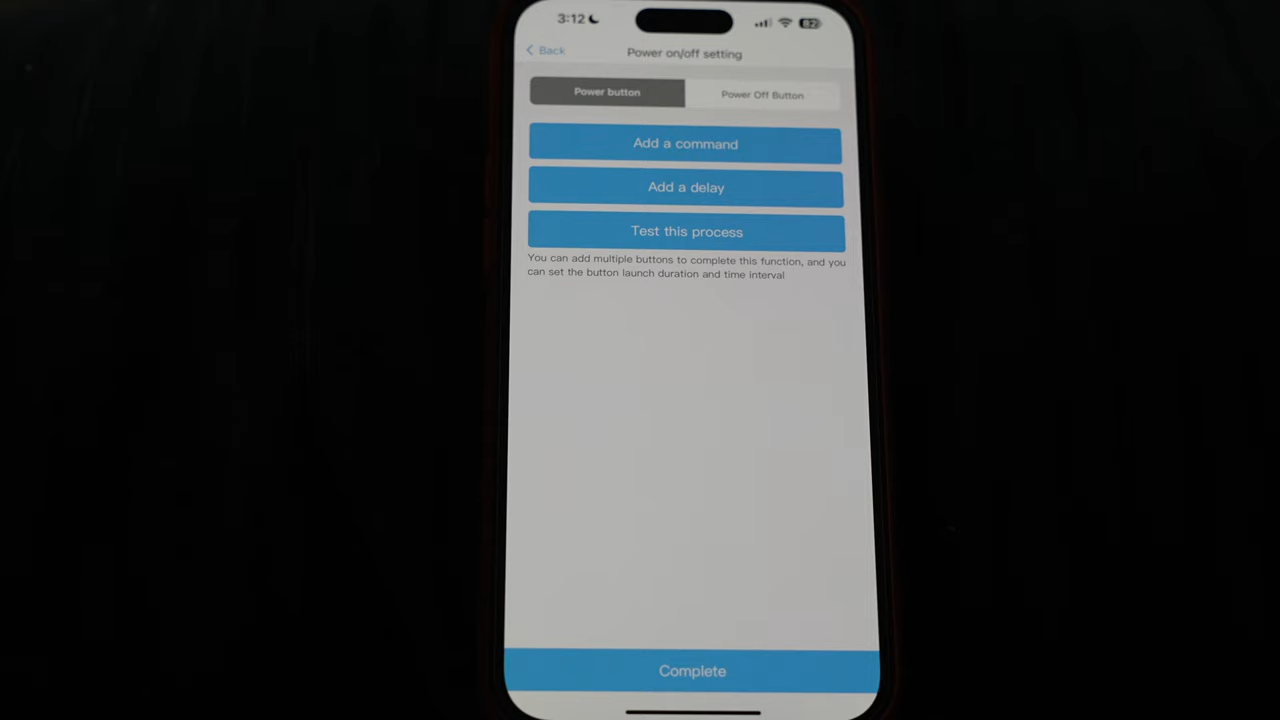 3:12
82
Back
Power on/off setting
Power button
Power Off Button
Add a command
Add a delay
Test this process
You can add multiple buttons to complete this function, and you
can set the button launch duration and time interval
Complete